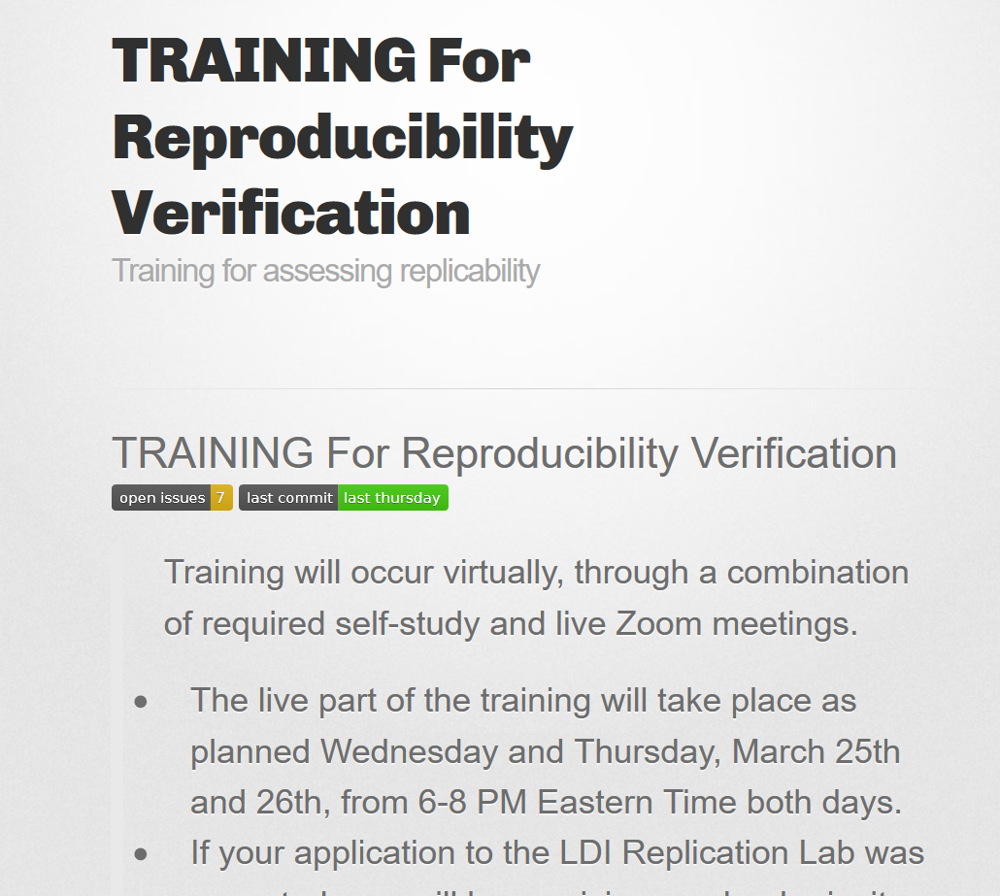 TRAINING For
Reproducibility
Verification
Training for assessing replicability
TRAINING For Reproducibility Verification
open issues 7 last commit last thursday
Training will occur virtually, through a combination
of required self-study and live Zoom meetings.
• The live part of the training will take place as
planned Wednesday and Thursday, March 25th
and 26th, from 6-8 PM Eastern Time both days.
• If your application to the LDI Replication Lab was